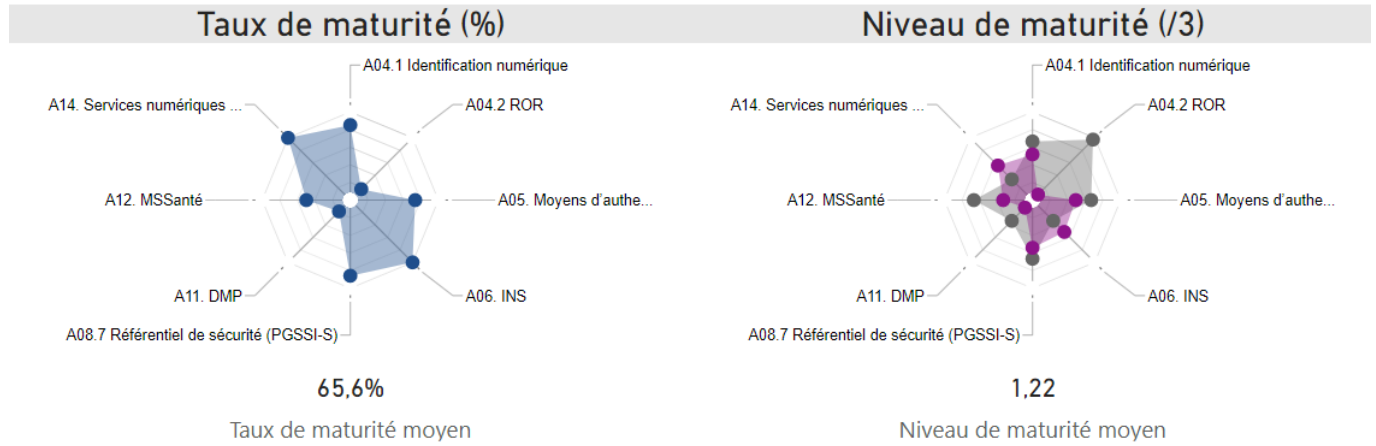 Taux de maturité (%)
A04.1 Identification numérique
A14. Services numériques ...
A04.2 ROR
A12. MSSanté
A05. Moyens d’authe...
A11. DMP
A06. INS
A08.7 Référentiel de sécurité (PGSSI-S)
65,6%
Taux de maturité moyen
Niveau de maturité (/3)
A04.1 Identification numérique
A14. Services numériques ...
A04.2 ROR
A12. MSSanté
A05. Moyens d’authe...
A11. DMP
A06. INS
A08.7 Référentiel de sécurité (PGSSI-S)
1,22
Niveau de maturité moyen